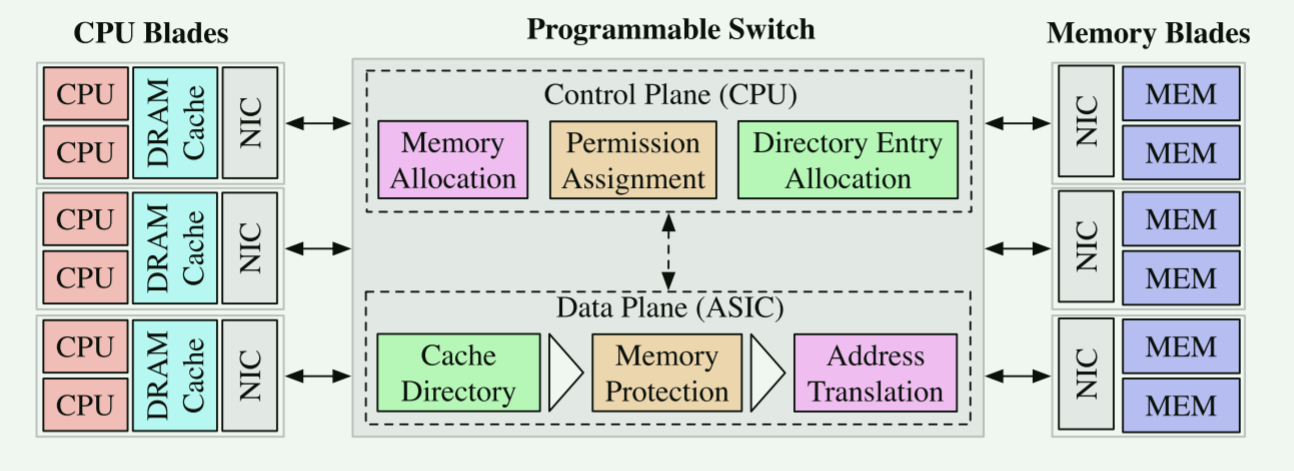 CPU Blades
CPU
CPU
DRAM
Cache
NIC
CPU
CPU
DRAM
Cache
NIC
CPU
CPU
DRAM
Cache
NIC
Programmable Switch
Control Plane (CPU)
Memory
Allocation
Permission
Assignment
Directory Entry
Allocation
Data Plane (ASIC)
Cache
Directory
Memory
Protection
Address
Translation
Memory Blades
NIC
MEM
MEM
NIC
MEM
MEM
NIC
MEM
MEM